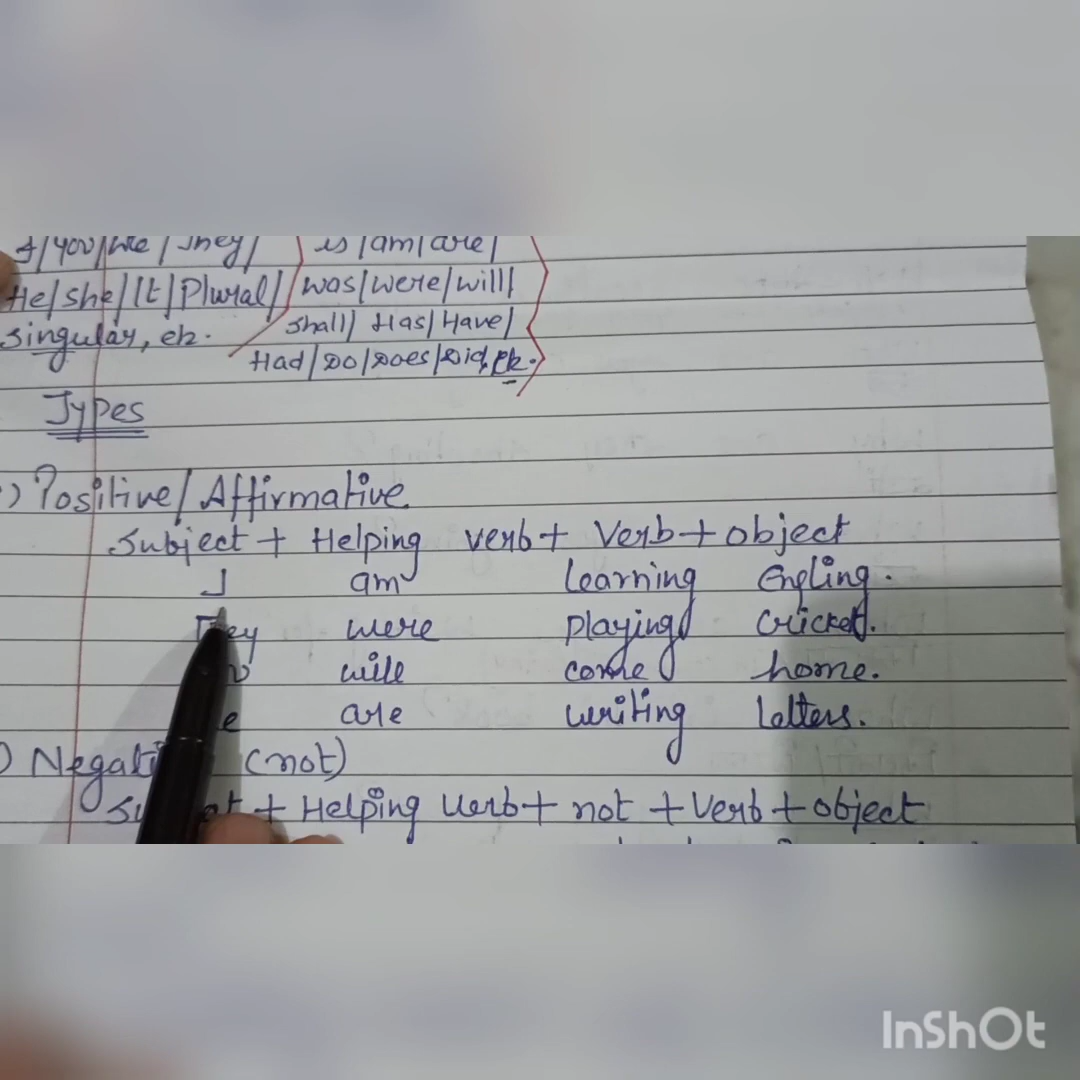 I/You/We/They/ is/am/are/
He/she/It/Plural/ was/were/will/
singular, etc. shall/ Has/Have/
Had/Do/Does/Did, etc.
Types
) Positive/Affirmative
Subject + Helping verb + Verb + object
I am learning Engling.
They were playing cricket.
will come home.
are writing letters.
) (not)
+ Helping verb + not + Verb + object
InShOt